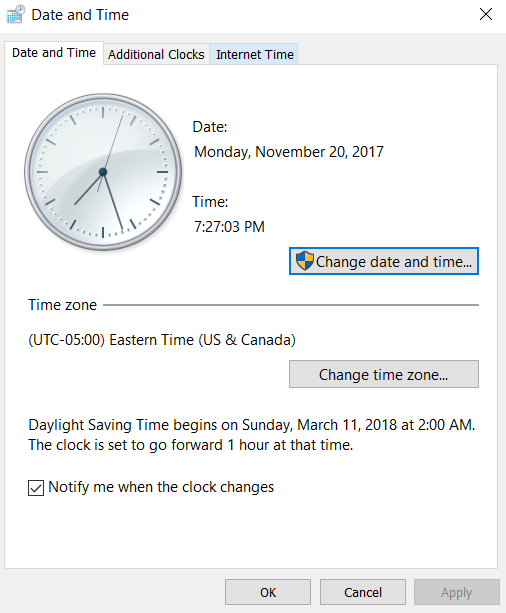 Date and Time
Date and Time
Additional Clocks
Internet Time
Date:
Monday, November 20, 2017
Time:
7:27:03 PM
Change date and time...
Time zone
(UTC-05:00) Eastern Time (US & Canada)
Change time zone...
Daylight Saving Time begins on Sunday, March 11, 2018 at 2:00 AM.
The clock is set to go forward 1 hour at that time.
Notify me when the clock changes
OK
Cancel
Apply